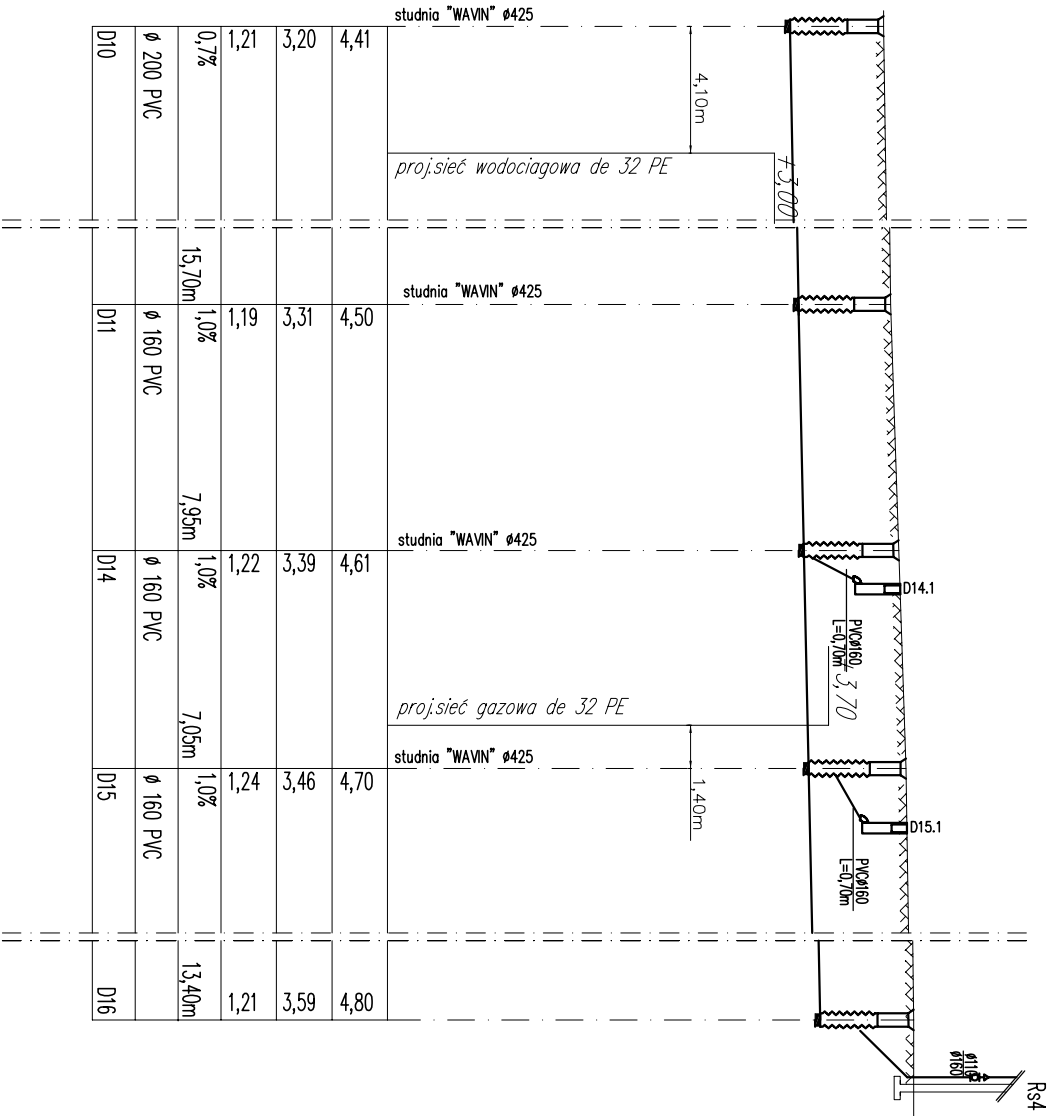 studnia "WAVIN" ø425
4,10m
proj.sieć wodociagowa de 32 PE
+3,00
studnia "WAVIN" ø425
studnia "WAVIN" ø425
D14.1
PVCø160
L=0,70m
+3,70
proj.sieć gazowa de 32 PE
studnia "WAVIN" ø425
1,40m
D15.1
PVCø160
L=0,70m
ø110
ø160
Rs4
4,41 4,50 4,61 4,70 4,80
3,20 3,31 3,39 3,46 3,59
1,21 1,19 1,22 1,24 1,21
0,7% 15,70m 1,0% 7,95m 1,0% 7,05m 1,0% 13,40m
ø 200 PVC ø 160 PVC ø 160 PVC ø 160 PVC
D10 D11 D14 D15 D16